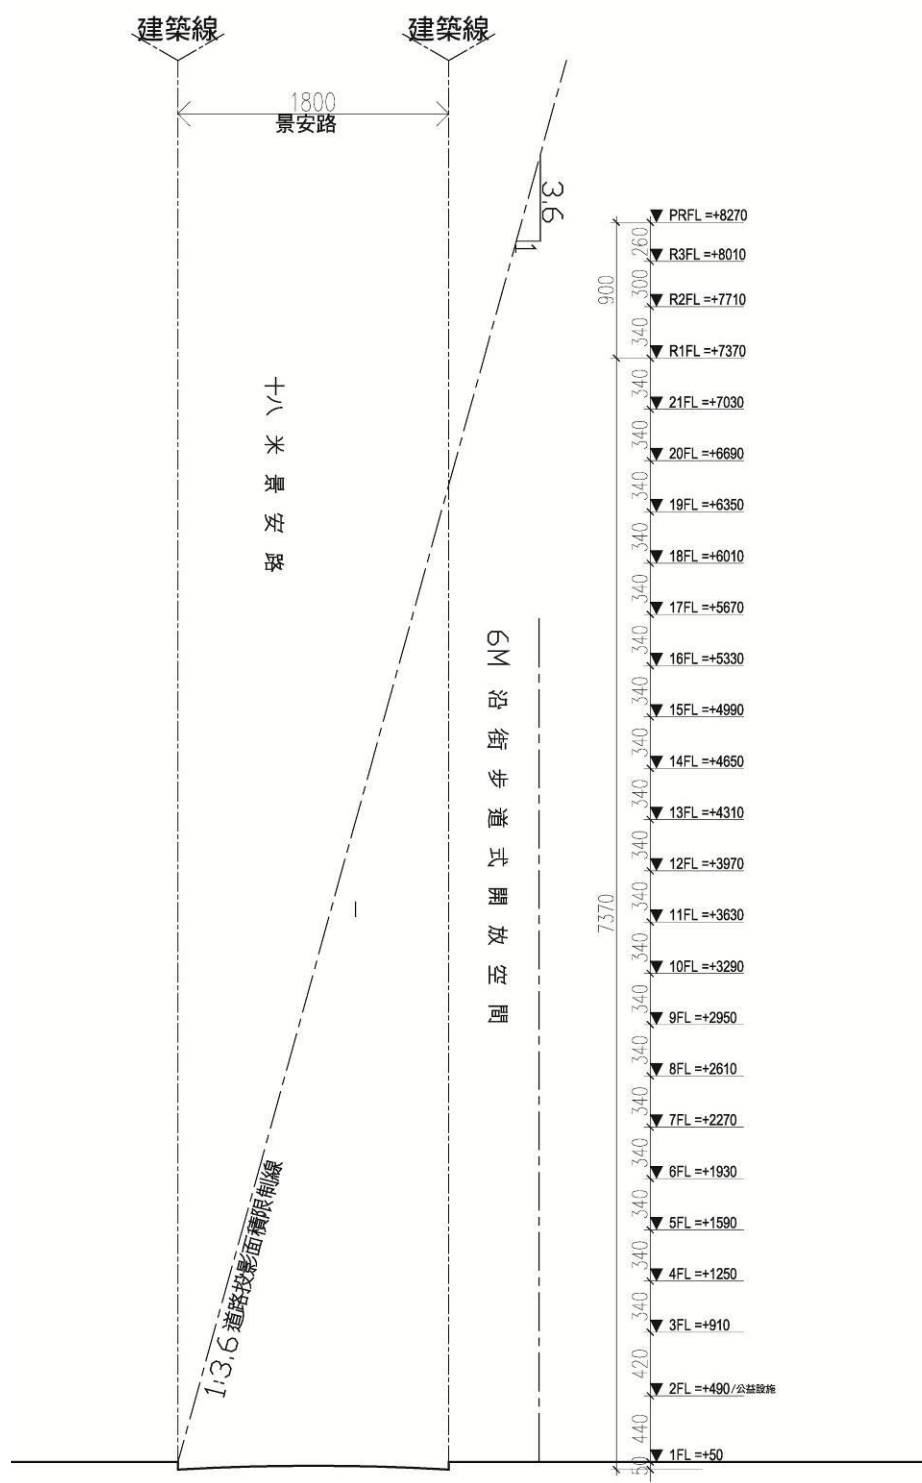 建築線
建築線
1800
景安路
3.6
1
十八米景安路
6M 沿街步道式開放空間
1:3.6 道路投影面積限制線
900
7370
PRFL =+8270
260
R3FL =+8010
300
R2FL =+7710
340
R1FL =+7370
340
21FL =+7030
340
20FL =+6690
340
19FL =+6350
340
18FL =+6010
340
17FL =+5670
340
16FL =+5330
340
15FL =+4990
340
14FL =+4650
340
13FL =+4310
340
12FL =+3970
340
11FL =+3630
340
10FL =+3290
340
9FL =+2950
340
8FL =+2610
340
7FL =+2270
340
6FL =+1930
340
5FL =+1590
340
4FL =+1250
340
3FL =+910
420
2FL =+490/公益設施
440
1FL =+50
50